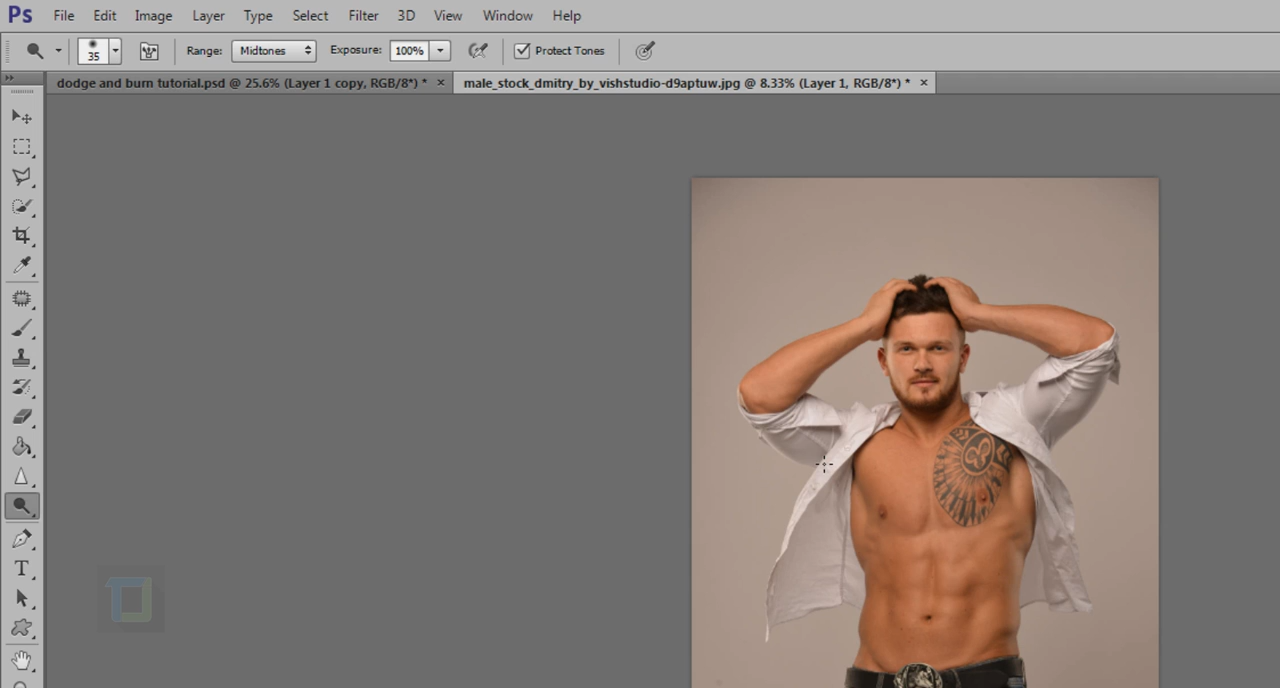 Ps File Edit Image Layer Type Select Filter 3D View Window Help
35 Range: Midtones Exposure: 100% Protect Tones
dodge and burn tutorial.psd @ 25.6% (Layer 1 copy, RGB/8*) * × male_stock_dmitry_by_vishstudio-d9aptuw.jpg @ 8.33% (Layer 1, RGB/8*) * ×
T